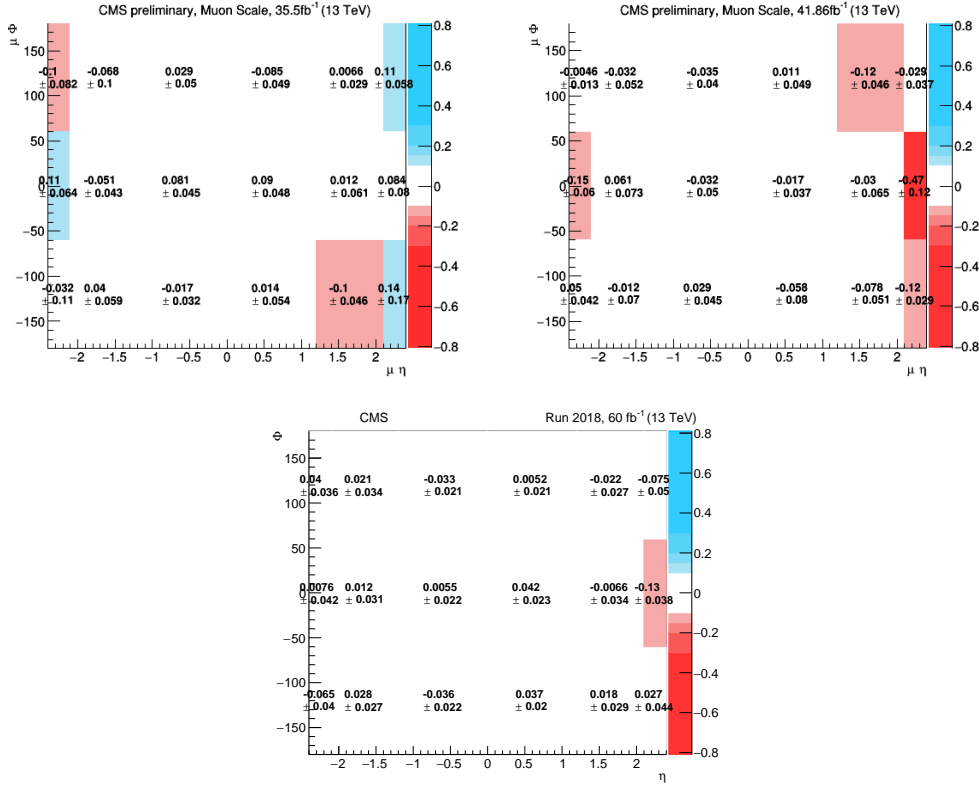 CMS preliminary, Muon Scale, 35.5fb⁻¹ (13 TeV)
μ Φ
150
100
50
0
−50
−100
−150
-0.1 -0.068 0.029 -0.085 0.0066 0.11
± 0.082 ± 0.1 ± 0.05 ± 0.049 ± 0.029 ± 0.058
0.11 -0.051 0.081 0.09 0.012 0.084
± 0.064 ± 0.043 ± 0.045 ± 0.048 ± 0.061 ± 0.08
-0.032 0.04 -0.017 0.014 -0.1 0.14
± 0.11 ± 0.059 ± 0.032 ± 0.054 ± 0.046 ± 0.17
−2 −1.5 −1 −0.5 0 0.5 1 1.5 2
μ η
0.8
0.6
0.4
0.2
0
−0.2
−0.4
−0.6
−0.8
CMS preliminary, Muon Scale, 41.86fb⁻¹ (13 TeV)
μ Φ
150
100
50
0
−50
−100
−150
-0.0046 -0.032 -0.035 0.011 -0.12 -0.029
± 0.013 ± 0.052 ± 0.04 ± 0.049 ± 0.046 ± 0.037
-0.15 0.061 -0.032 -0.017 -0.03 -0.47
± 0.06 ± 0.073 ± 0.05 ± 0.037 ± 0.065 ± 0.12
0.05 -0.012 0.029 -0.058 -0.078 -0.12
± 0.042 ± 0.07 ± 0.045 ± 0.08 ± 0.051 ± 0.029
−2 −1.5 −1 −0.5 0 0.5 1 1.5 2
μ η
0.8
0.6
0.4
0.2
0
−0.2
−0.4
−0.6
−0.8
CMS Run 2018, 60 fb⁻¹ (13 TeV)
Φ
150
100
50
0
−50
−100
−150
0.04 0.021 -0.033 0.0052 -0.022 -0.075
± 0.036 ± 0.034 ± 0.021 ± 0.021 ± 0.027 ± 0.05
0.0076 0.012 0.0055 0.042 -0.0066 -0.13
± 0.042 ± 0.031 ± 0.022 ± 0.023 ± 0.034 ± 0.038
-0.065 0.028 -0.036 0.037 0.018 0.027
± 0.04 ± 0.027 ± 0.022 ± 0.02 ± 0.029 ± 0.044
−2 −1.5 −1 −0.5 0 0.5 1 1.5 2
η
0.8
0.6
0.4
0.2
0
−0.2
−0.4
−0.6
−0.8